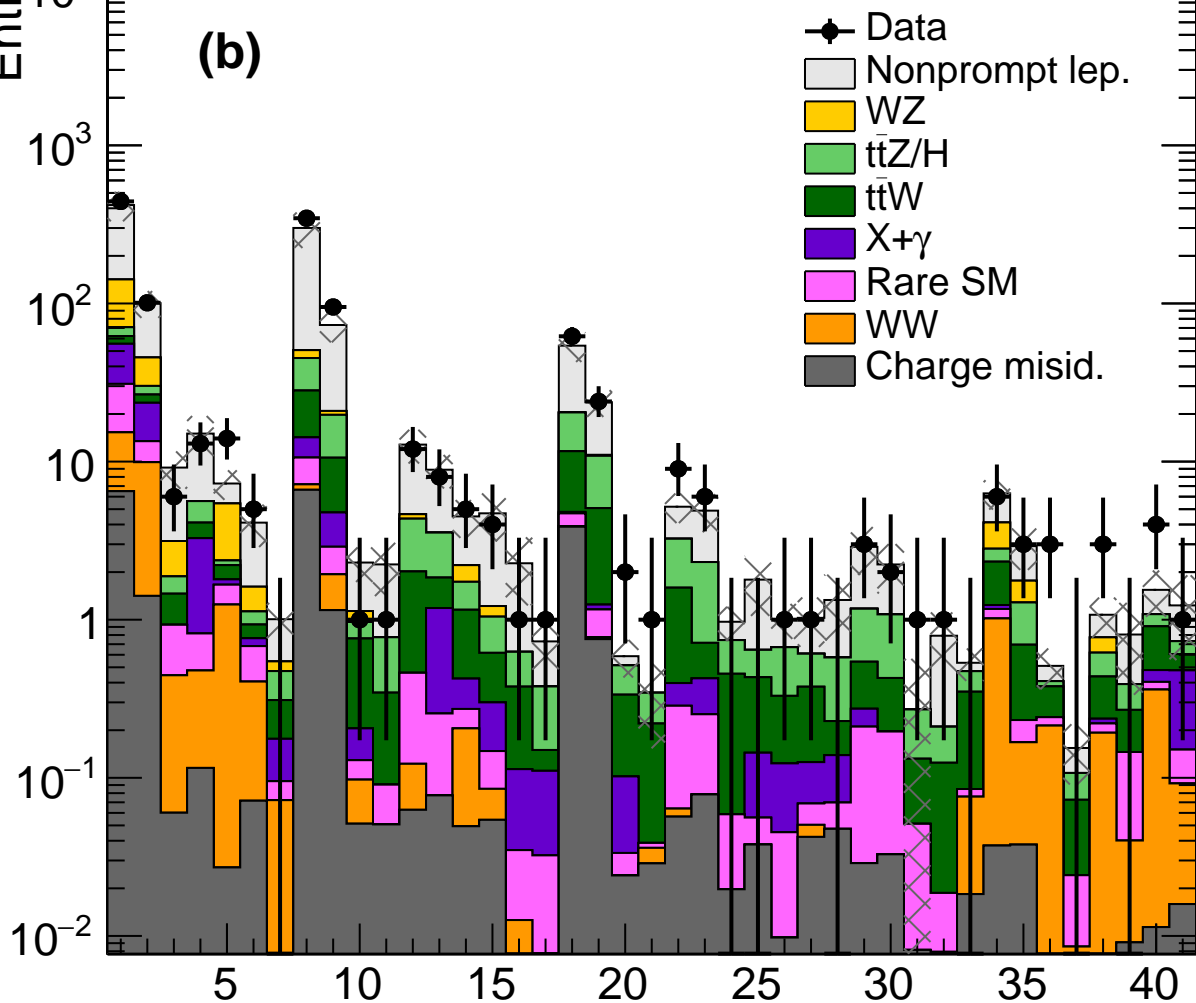 (b)
Data
Nonprompt lep.
WZ
tt̄Z/H
tt̄W
X+γ
Rare SM
WW
Charge misid.
10³
10²
10
1
10⁻¹
10⁻²
5 10 15 20 25 30 35 40